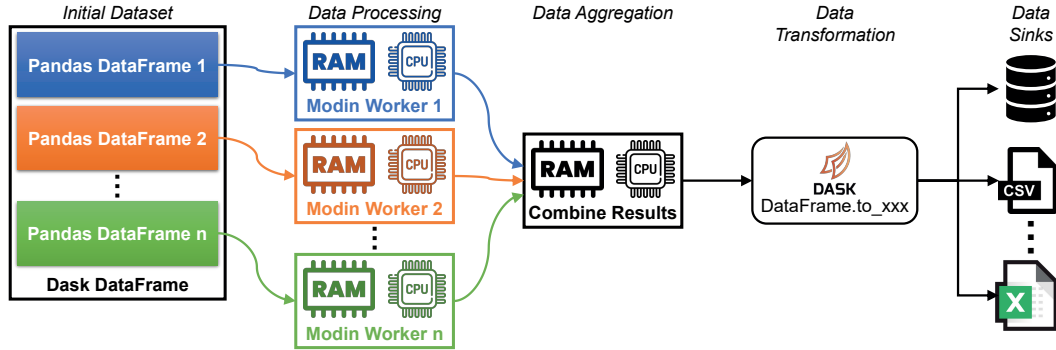 Initial Dataset
Pandas DataFrame 1
Pandas DataFrame 2
Pandas DataFrame n
Dask DataFrame
Data Processing
RAM
CPU
Modin Worker 1
RAM
CPU
Modin Worker 2
RAM
CPU
Modin Worker n
Data Aggregation
RAM
CPU
Combine Results
Data
Transformation
DASK
DataFrame.to_xxx
Data
Sinks
CSV
X